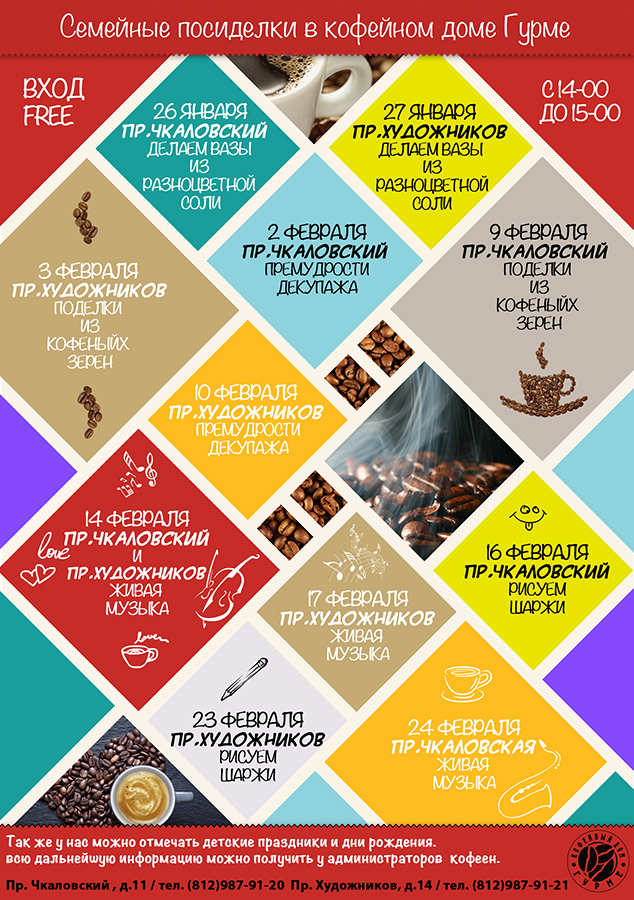 Семейные посиделки в кофейном доме Гурме
ВХОД
FREE
С 14-00
ДО 15-00
26 ЯНВАРЯ
ПР.ЧКАЛОВСКИЙ
ДЕЛАЕМ ВАЗЫ
ИЗ
РАЗНОЦВЕТНОЙ
СОЛИ
27 ЯНВАРЯ
ПР.ХУДОЖНИКОВ
ДЕЛАЕМ ВАЗЫ
ИЗ
РАЗНОЦВЕТНОЙ
СОЛИ
2 ФЕВРАЛЯ
ПР.ЧКАЛОВСКИЙ
ПРЕМУДРОСТИ
ДЕКУПАЖА
9 ФЕВРАЛЯ
ПР.ЧКАЛОВСКИЙ
ПОДЕЛКИ
ИЗ
КОФЕНЫЙХ
ЗЕРЕН
3 ФЕВРАЛЯ
ПР.ХУДОЖНИКОВ
ПОДЕЛКИ
ИЗ
КОФЕНЫЙХ
ЗЕРЕН
10 ФЕВРАЛЯ
ПР.ХУДОЖНИКОВ
ПРЕМУДРОСТИ
ДЕКУПАЖА
14 ФЕВРАЛЯ
love ПР.ЧКАЛОВСКИЙ
И
ПР.ХУДОЖНИКОВ
ЖИВАЯ
МУЗЫКА
lover
16 ФЕВРАЛЯ
ПР.ЧКАЛОВСКИЙ
РИСУЕМ
ШАРЖИ
17 ФЕВРАЛЯ
ПР.ХУДОЖНИКОВ
ЖИВАЯ
МУЗЫКА
23 ФЕВРАЛЯ
ПР.ХУДОЖНИКОВ
РИСУЕМ
ШАРЖИ
24 ФЕВРАЛЯ
ПР.ЧКАЛОВСКАЯ
ЖИВАЯ
МУЗЫКА
Так же у нас можно отмечать детские праздники и дни рождения.
всю дальнейшую информацию можно получить у администраторов кофеен.
Пр. Чкаловский , д.11 / тел. (812)987-91-20 Пр. Художников, д.14 / тел. (812)987-91-21
КОФЕЙНЫЙ ДОМ
ГУРМЕ